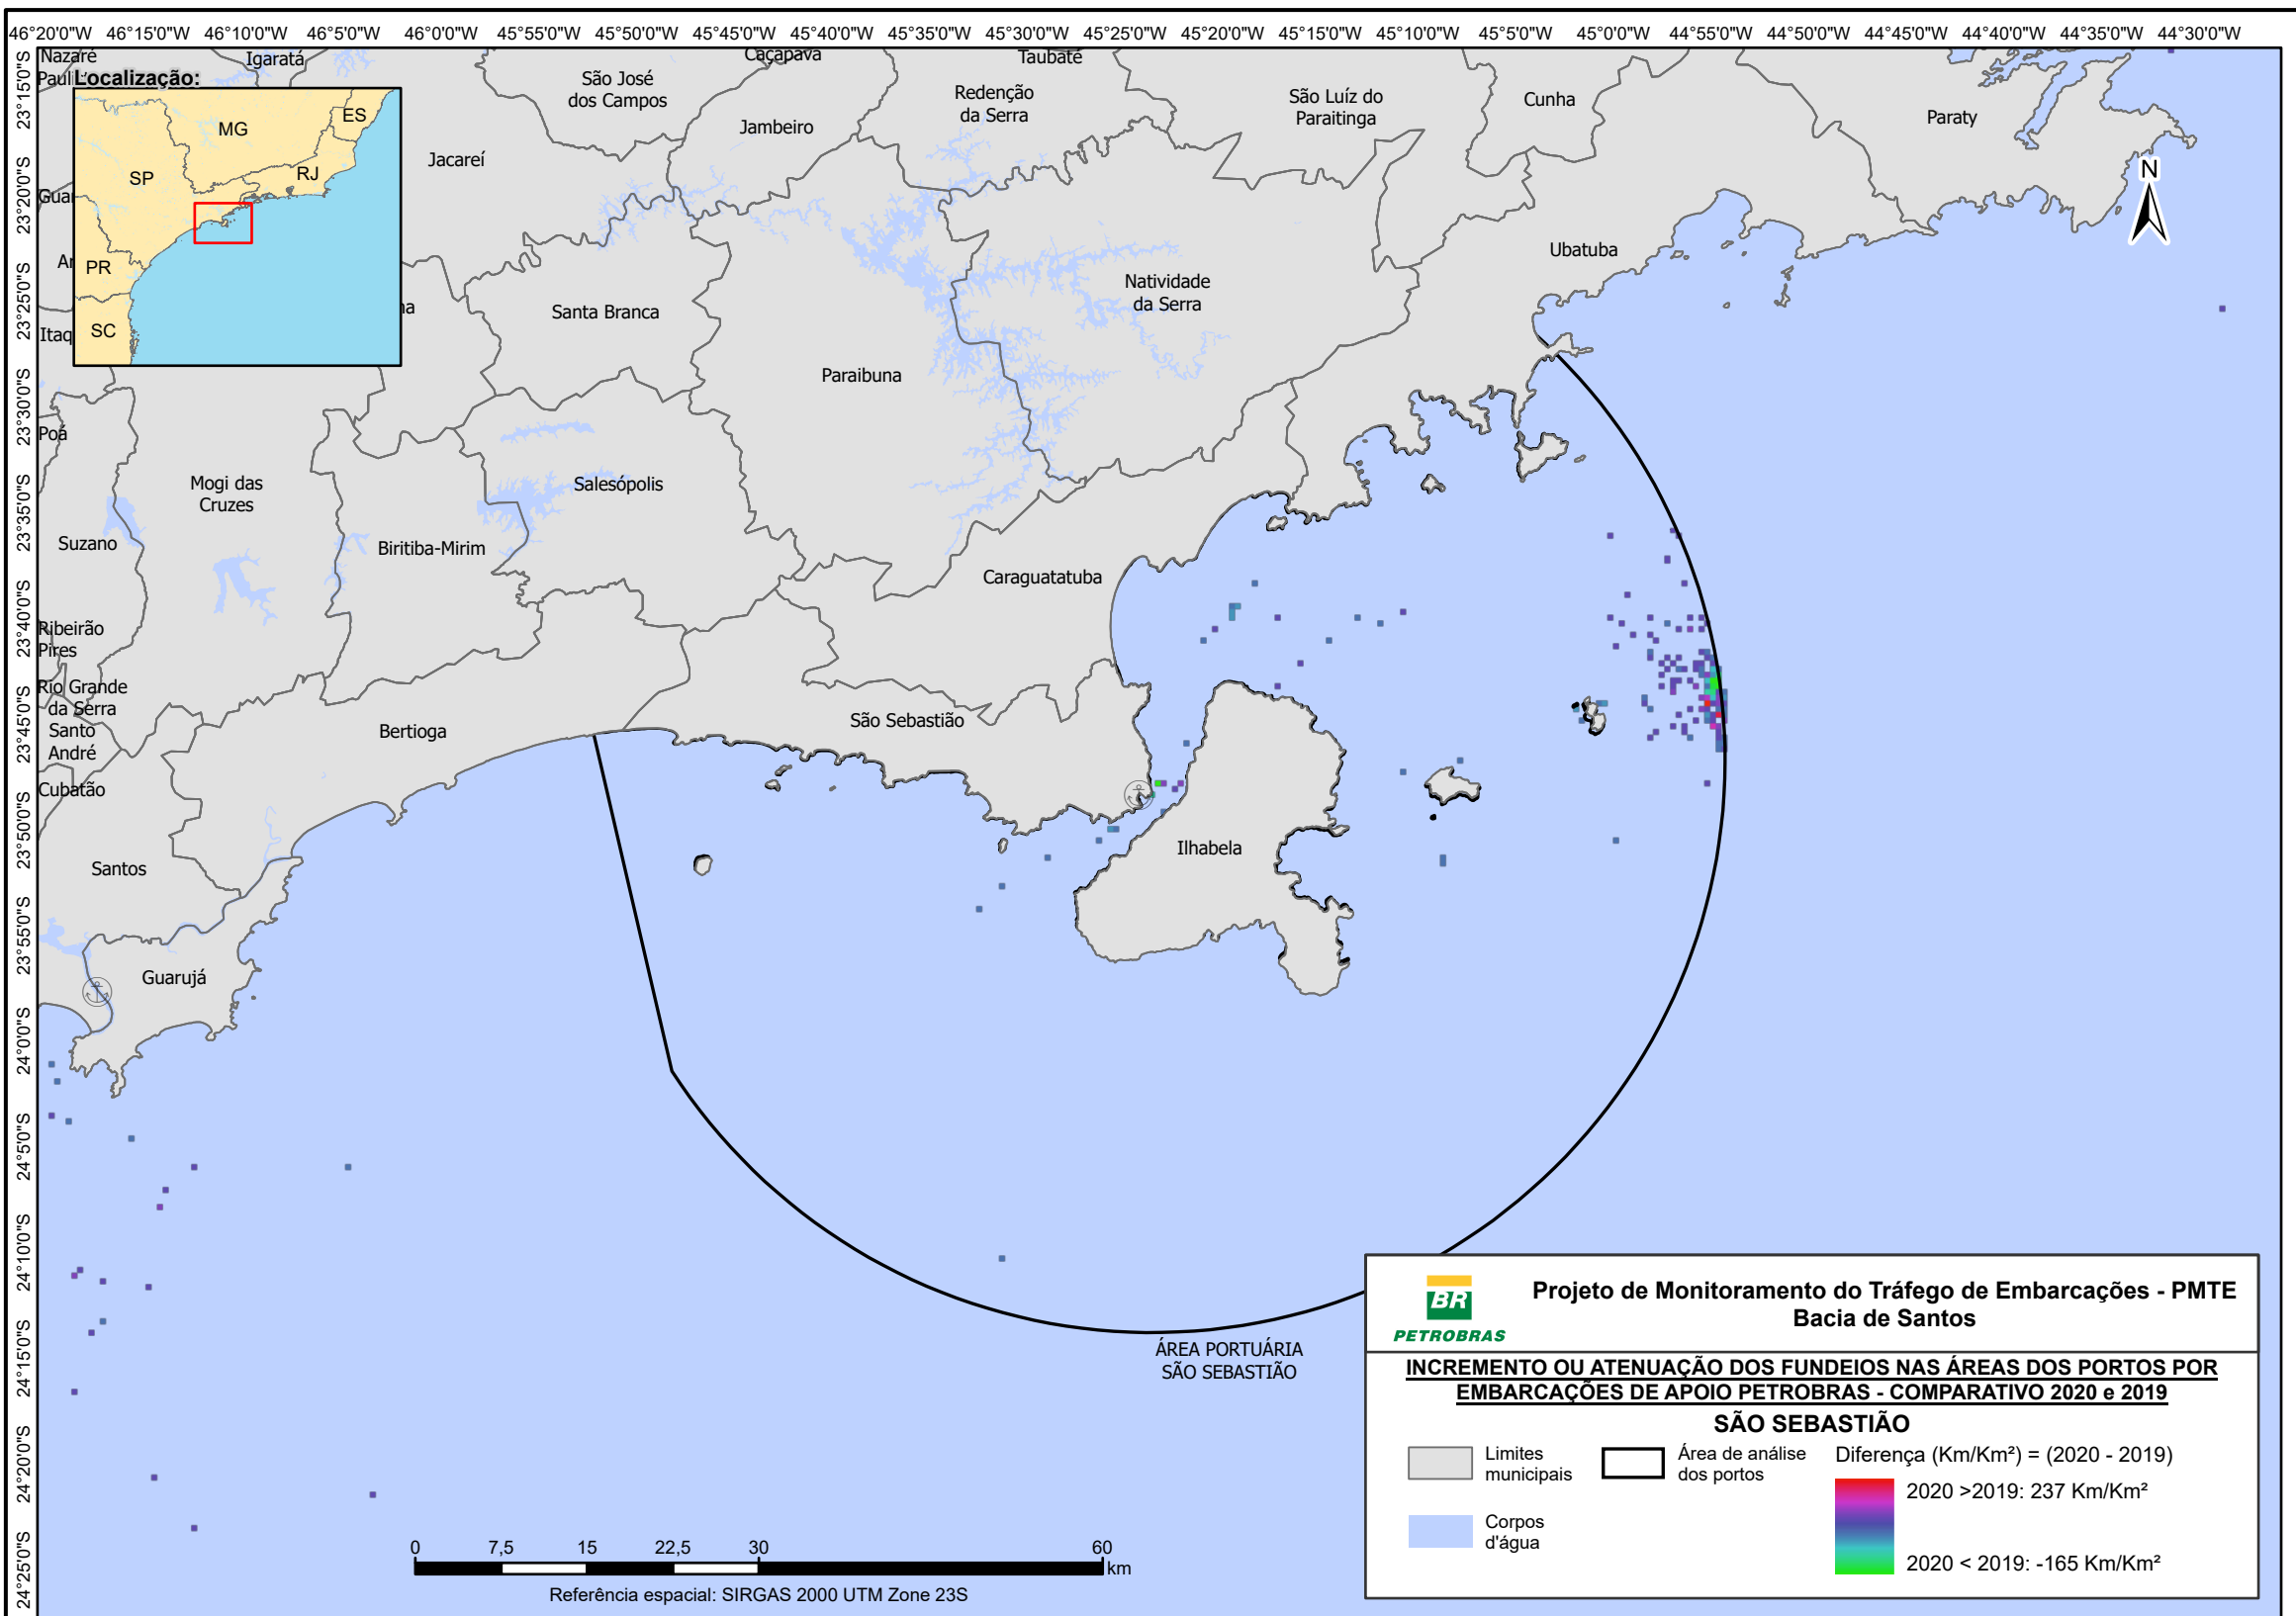 46°20'0"W 46°15'0"W 46°10'0"W 46°5'0"W 46°0'0"W 45°55'0"W 45°50'0"W 45°45'0"W 45°40'0"W 45°35'0"W 45°30'0"W 45°25'0"W 45°20'0"W 45°15'0"W 45°10'0"W 45°5'0"W 45°0'0"W 44°55'0"W 44°50'0"W 44°45'0"W 44°40'0"W 44°35'0"W 44°30'0"W
23°15'0"S
23°20'0"S
23°25'0"S
23°30'0"S
23°35'0"S
23°40'0"S
23°45'0"S
23°50'0"S
23°55'0"S
24°0'0"S
24°5'0"S
24°10'0"S
24°15'0"S
24°20'0"S
24°25'0"S
Nazaré
Igaratá
Localização:
MG
ES
SP
RJ
PR
SC
São José
dos Campos
Caçapava
Taubaté
Jambeiro
Redenção
da Serra
São Luíz do
Paraitinga
Cunha
Paraty
N
Jacareí
Ubatuba
Santa Branca
Natividade
da Serra
Paraibuna
Poá
Mogi das
Cruzes
Salesópolis
Suzano
Biritiba-Mirim
Caraguatatuba
Ribeirão
Pires
Rio Grande
da Serra
Santo
André
Cubatão
Bertioga
São Sebastião
Ilhabela
Santos
Guarujá
ÁREA PORTUÁRIA
SÃO SEBASTIÃO
BR
PETROBRAS
Projeto de Monitoramento do Tráfego de Embarcações - PMTE
Bacia de Santos
INCREMENTO OU ATENUAÇÃO DOS FUNDEIOS NAS ÁREAS DOS PORTOS POR
EMBARCAÇÕES DE APOIO PETROBRAS - COMPARATIVO 2020 e 2019
SÃO SEBASTIÃO
Limites
municipais
Área de análise
dos portos
Corpos
d'água
Diferença (Km/Km²) = (2020 - 2019)
2020 >2019: 237 Km/Km²
2020 < 2019: -165 Km/Km²
0 7,5 15 22,5 30 60
km
Referência espacial: SIRGAS 2000 UTM Zone 23S